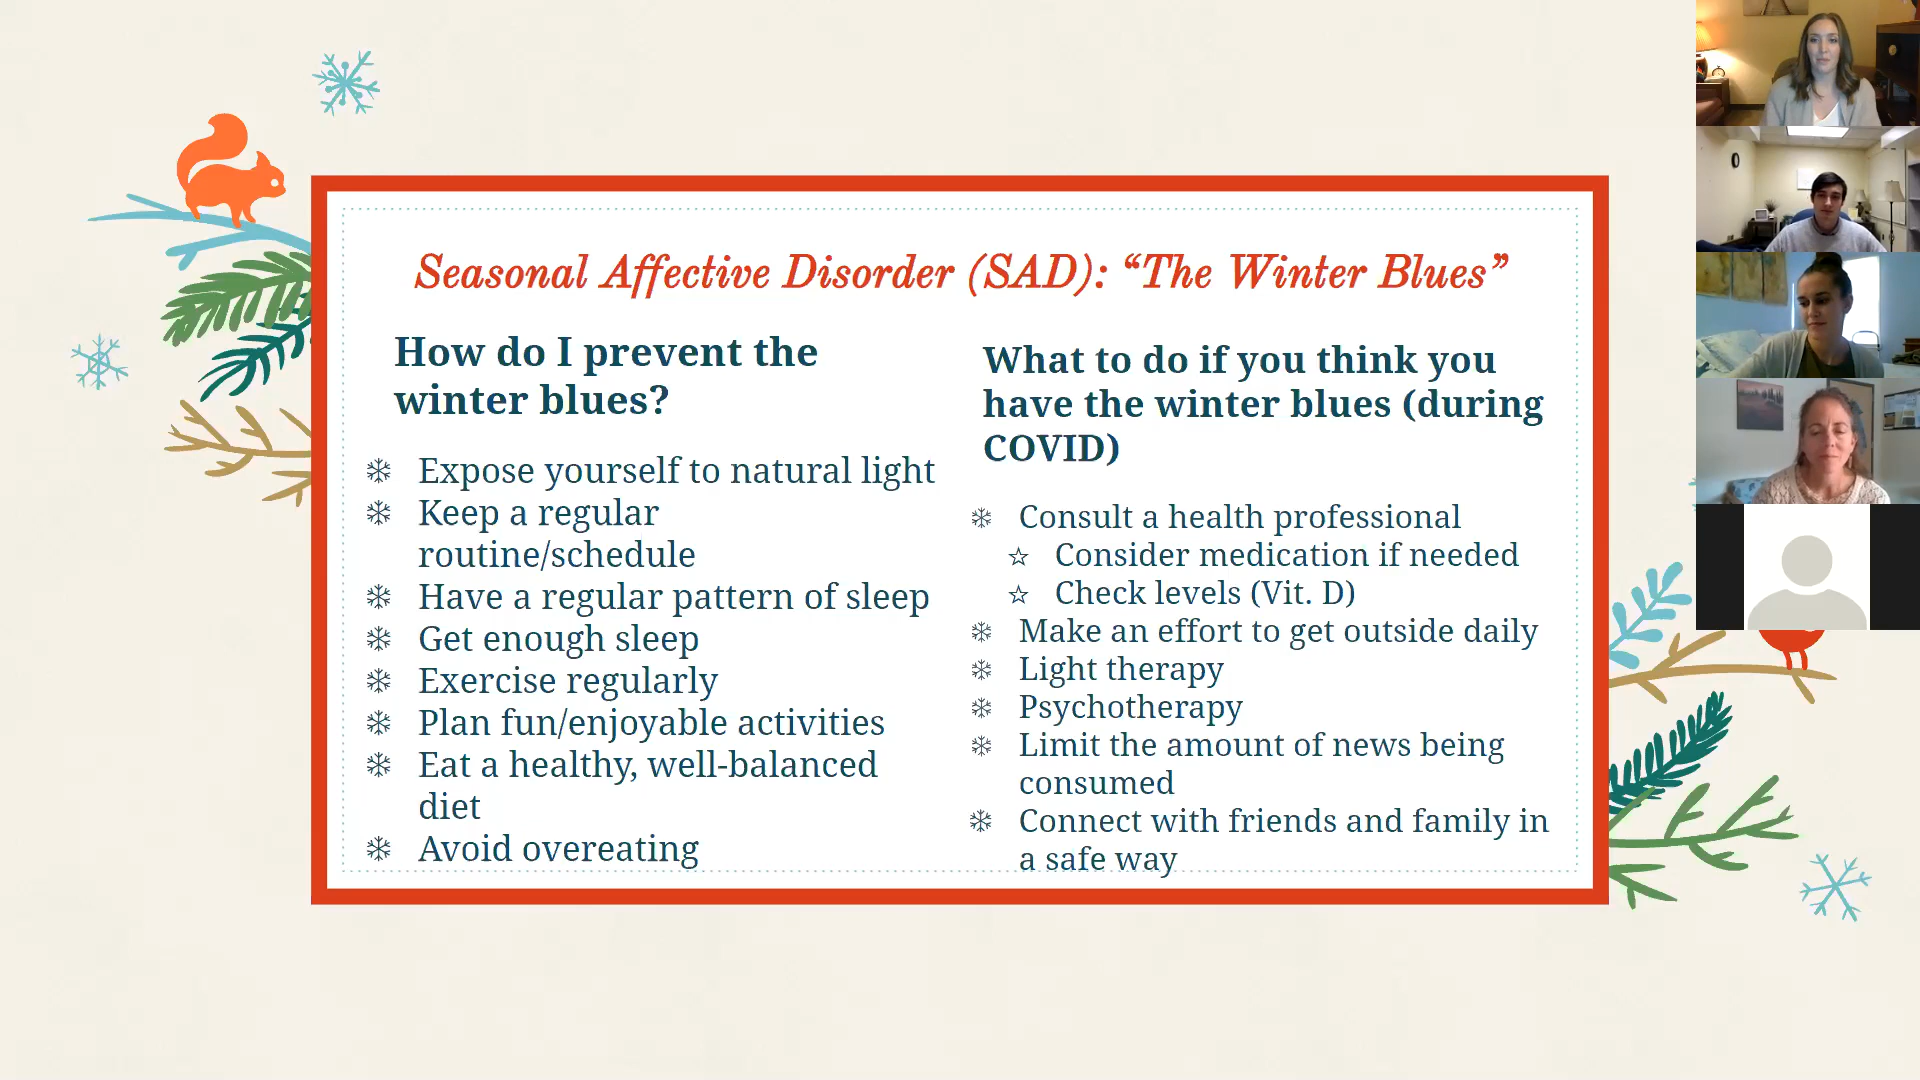 Seasonal Affective Disorder (SAD): “The Winter Blues”
How do I prevent the
winter blues?
Expose yourself to natural light
Keep a regular
routine/schedule
Have a regular pattern of sleep
Get enough sleep
Exercise regularly
Plan fun/enjoyable activities
Eat a healthy, well-balanced
diet
Avoid overeating
What to do if you think you
have the winter blues (during
COVID)
Consult a health professional
Consider medication if needed
Check levels (Vit. D)
Make an effort to get outside daily
Light therapy
Psychotherapy
Limit the amount of news being
consumed
Connect with friends and family in
a safe way